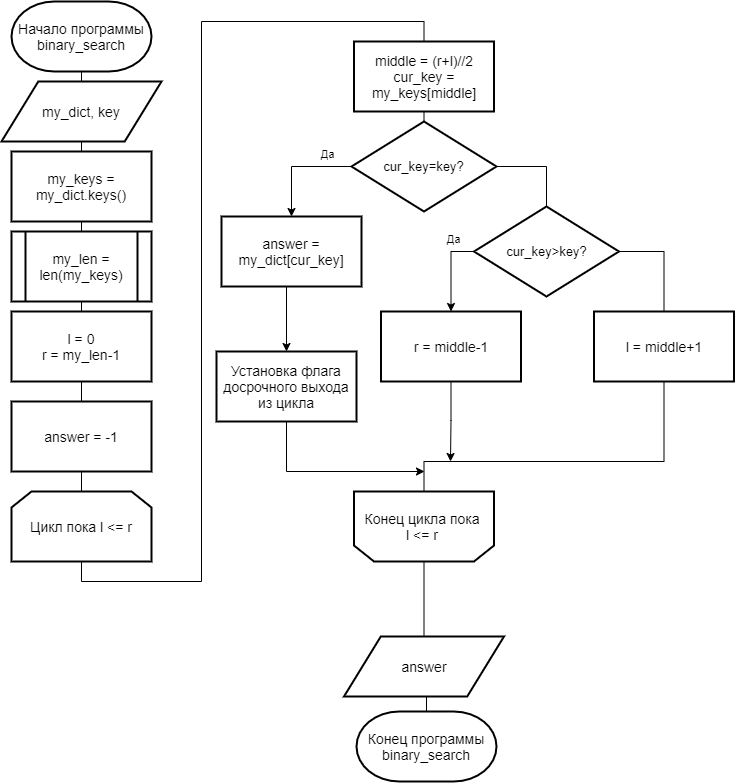 Начало программы
binary_search
my_dict, key
my_keys =
my_dict.keys()
my_len =
len(my_keys)
l = 0
r = my_len-1
answer = -1
Цикл пока l <= r
middle = (r+l)//2
cur_key =
my_keys[middle]
cur_key=key?
Да
answer =
my_dict[cur_key]
Установка флага
досрочного выхода
из цикла
cur_key>key?
Да
r = middle-1
l = middle+1
Конец цикла пока
l <= r
answer
Конец программы
binary_search